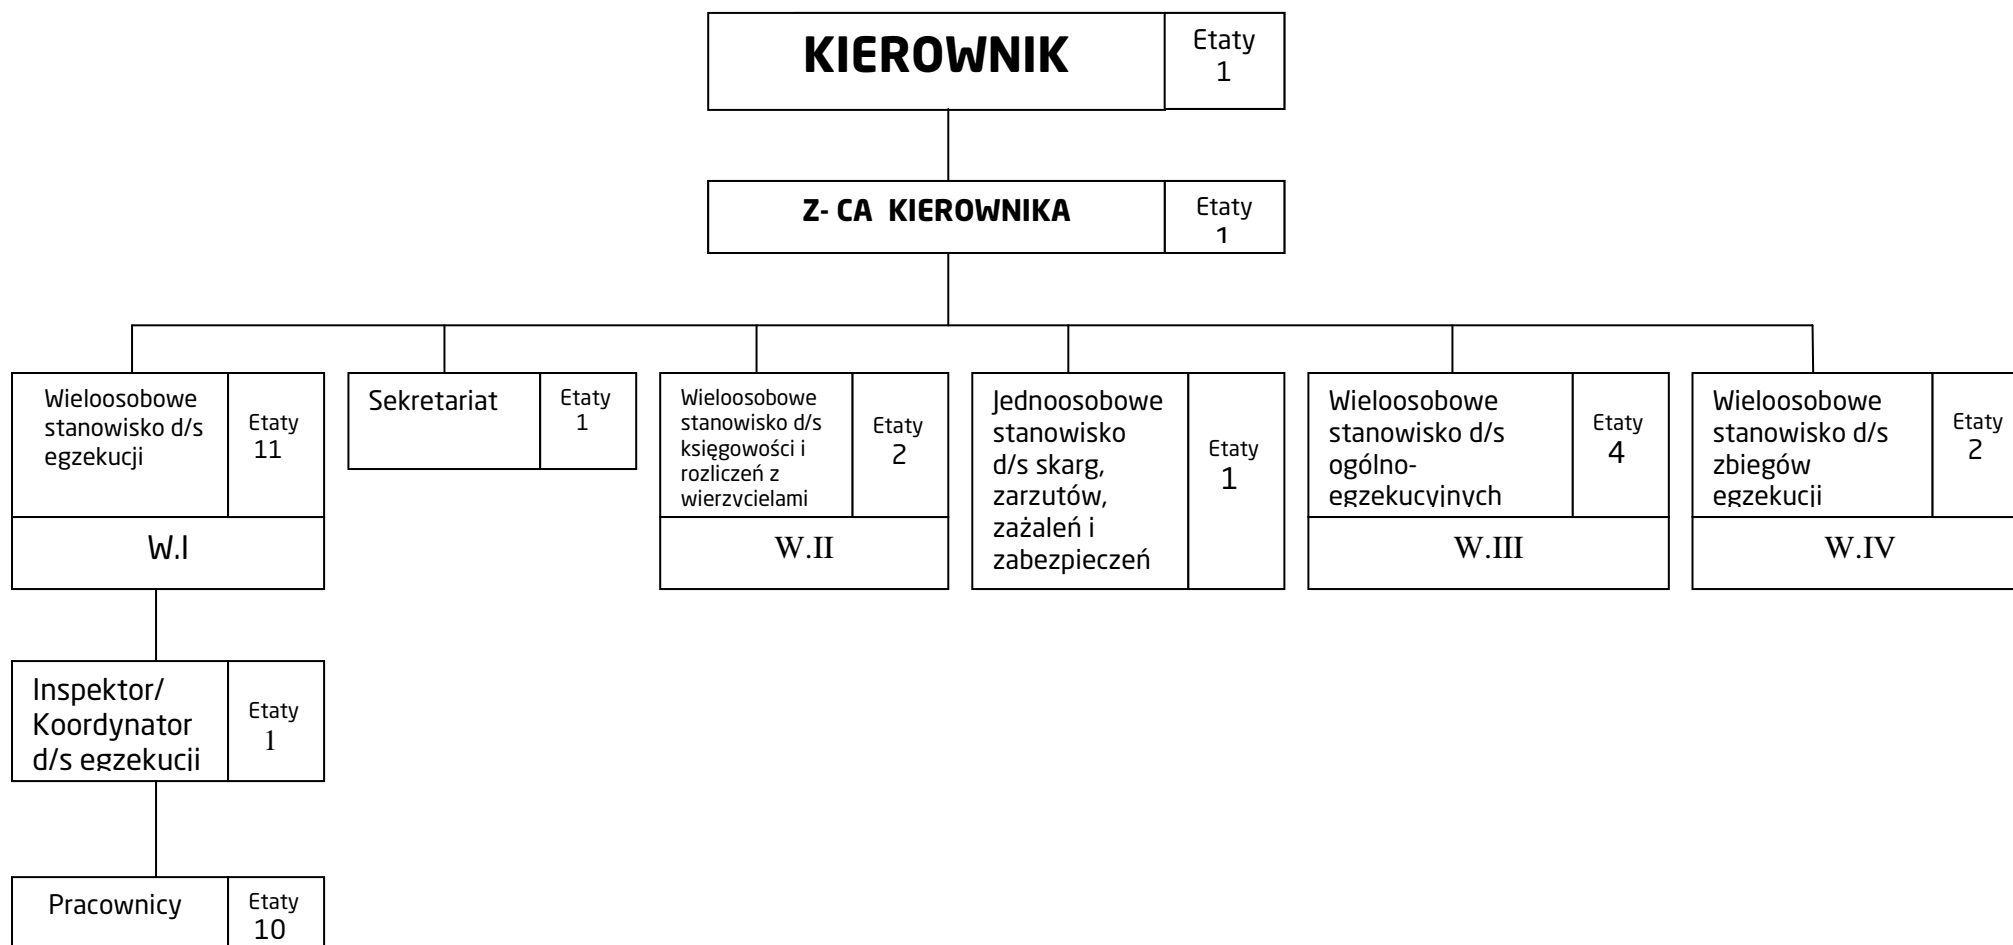 KIEROWNIK
Etaty
1
Z- CA KIEROWNIKA
Etaty
1
Wieloosobowe
stanowisko d/s
egzekucji
Etaty
11
W.I
Sekretariat
Etaty
1
Wieloosobowe
stanowisko d/s
księgowości i
rozliczeń z
wierzycielami
Etaty
2
W.II
Jednoosobowe
stanowisko
d/s skarg,
zarzutów,
zażaleń i
zabezpieczeń
Etaty
1
Wieloosobowe
stanowisko d/s
ogólno-
egzekucyjnych
Etaty
4
W.III
Wieloosobowe
stanowisko d/s
zbiegów
egzekucji
Etaty
2
W.IV
Inspektor/
Koordynator
d/s egzekucji
Etaty
1
Pracownicy
Etaty
10